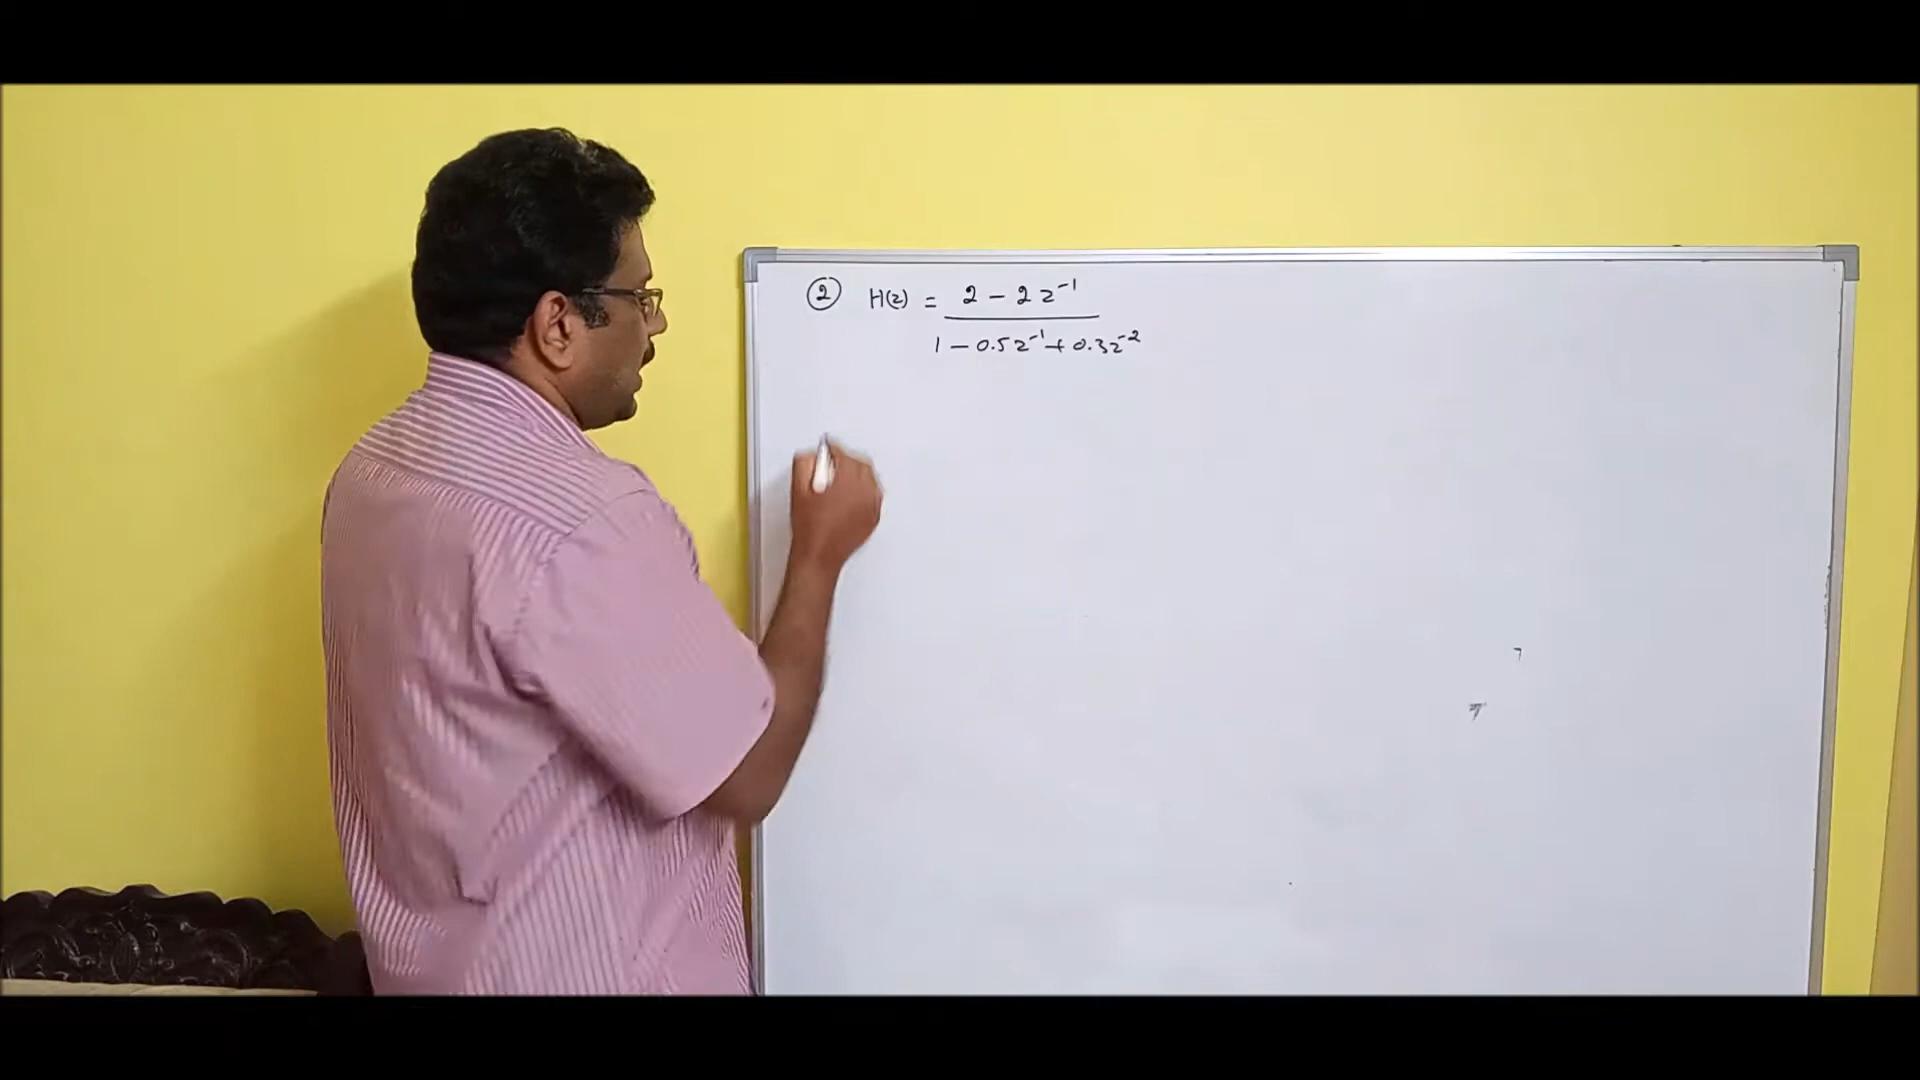 ② H(z) = 2 - 2z⁻¹
1 - 0.5z⁻¹ + 0.3z⁻²